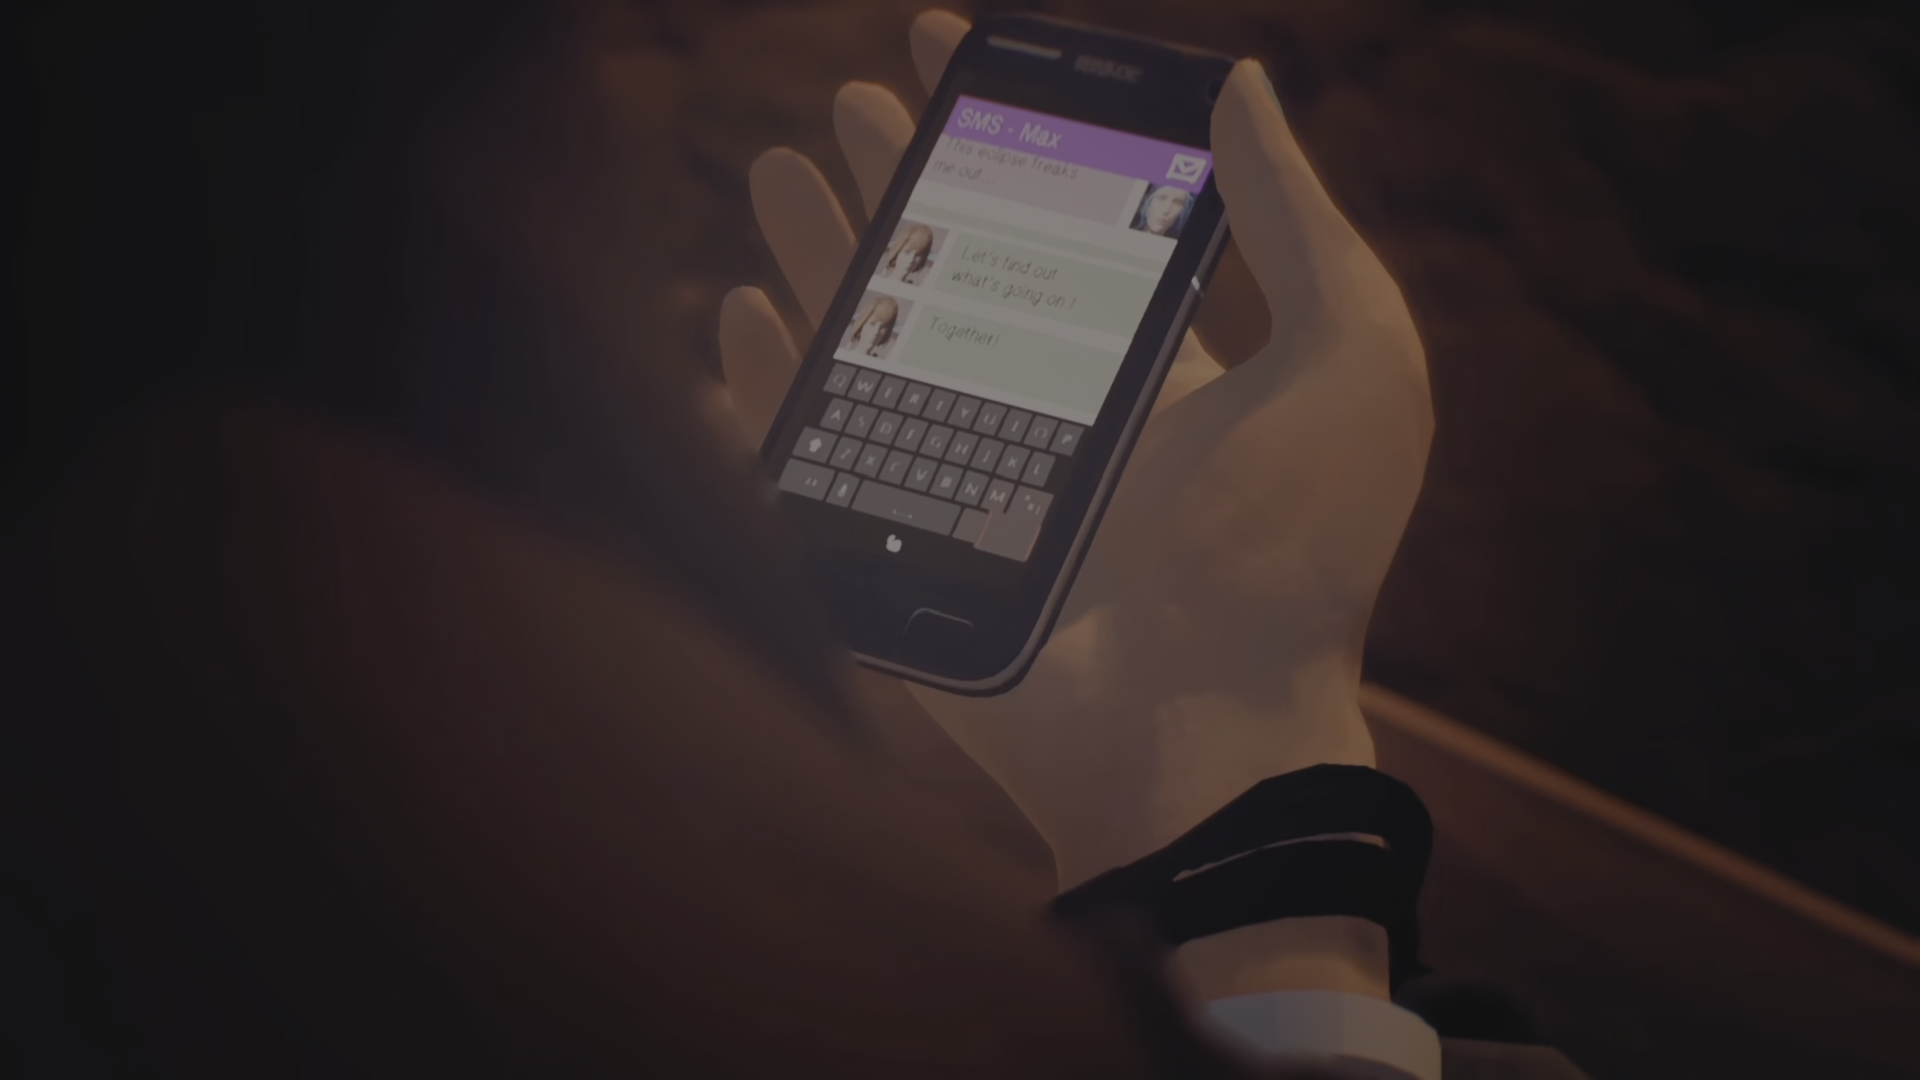 SMS - Max
This eclipse freaks
me out...
Let's find out
what's going on !
Together!
Q W E R T Y U I O P
A S D F G H J K L
Z X C V B N M